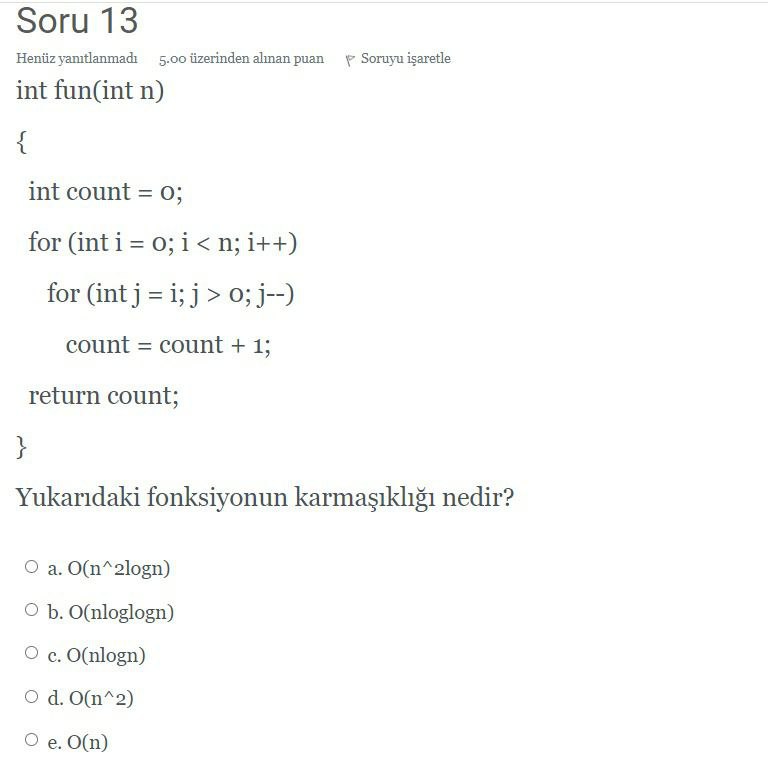 Soru 13
Henüz yanıtlanmadı 5.00 üzerinden alınan puan Soruyu işaretle
int fun(int n)
{
int count = 0;
for (int i = 0; i < n; i++)
for (int j = i; j > 0; j--)
count = count + 1;
return count;
}
Yukarıdaki fonksiyonun karmaşıklığı nedir?
a. O(n^2logn)
b. O(nloglogn)
c. O(nlogn)
d. O(n^2)
e. O(n)